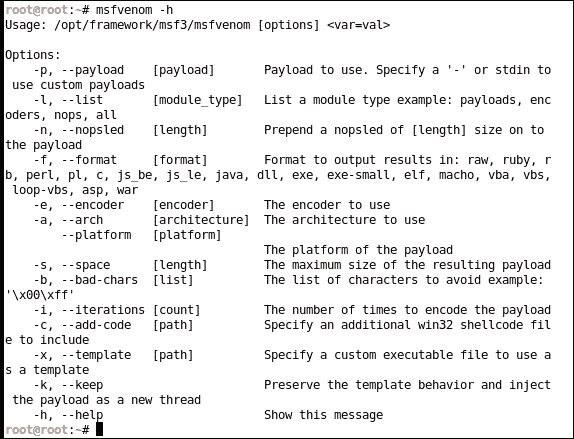 root@root:~# msfvenom -h
Usage: /opt/framework/msf3/msfvenom [options] <var=val>

Options:
    -p, --payload    [payload]       Payload to use. Specify a '-' or stdin to
 use custom payloads
    -l, --list       [module_type]   List a module type example: payloads, enc
oders, nops, all
    -n, --nopsled    [length]        Prepend a nopsled of [length] size on to
the payload
    -f, --format     [format]        Format to output results in: raw, ruby, r
b, perl, pl, c, js_be, js_le, java, dll, exe, exe-small, elf, macho, vba, vbs,
 loop-vbs, asp, war
    -e, --encoder    [encoder]       The encoder to use
    -a, --arch       [architecture]  The architecture to use
        --platform   [platform]
                                     The platform of the payload
    -s, --space      [length]        The maximum size of the resulting payload
    -b, --bad-chars  [list]          The list of characters to avoid example:
'\x00\xff'
    -i, --iterations [count]         The number of times to encode the payload
    -c, --add-code   [path]          Specify an additional win32 shellcode fil
e to include
    -x, --template   [path]          Specify a custom executable file to use a
s a template
    -k, --keep                       Preserve the template behavior and inject
 the payload as a new thread
    -h, --help                       Show this message
root@root:~#